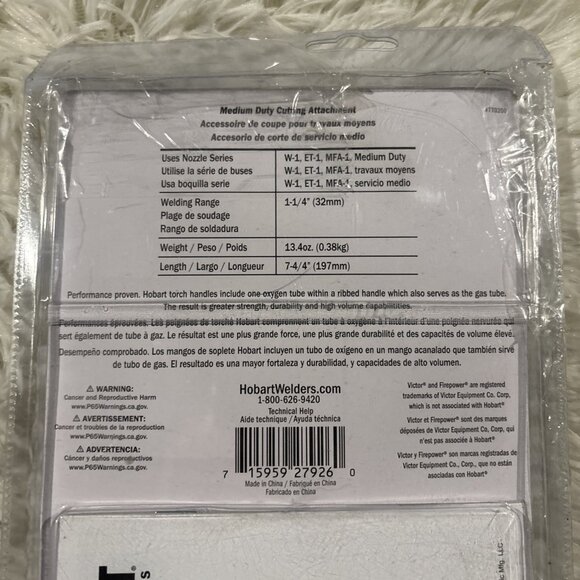 Medium Duty Cutting Attachment
Accessoire de coupe pour travaux moyens
Accesorio de corte de servicio medio
Uses Nozzle Series W-1, ET-1, MFA-1, Medium Duty
Utilise la série de buses W-1, ET-1, MFA-1, travaux moyens
Usa boquilla serie W-1, ET-1, MFA-1, servicio medio
Welding Range 1-1/4" (32mm)
Plage de soudage
Rango de soldadura
Weight / Peso / Poids 13.4oz. (0.38kg)
Length / Largo / Longueur 7-4/4" (197mm)
Performance proven. Hobart torch handles include one oxygen tube within a ribbed handle which also serves as the gas tube.
The result is greater strength, durability and high volume capabilities.
Performances éprouvées. Les poignées de torche Hobart comprennent un tube à oxygène à l'intérieur d'une poignée nervurée qui
sert également de tube à gaz. Le résultat est une plus grande force, une plus grande durabilité et des capacités de volume élevé.
Desempeño comprobado. Los mangos de soplete Hobart incluyen un tubo de oxígeno en un mango acanalado que también sirve
de tubo de gas. El resultado es una mayor fortaleza y durabilidad, y capacidades de alto volumen.
WARNING:
Cancer and Reproductive Harm
www.P65Warnings.ca.gov.
AVERTISSEMENT:
Cancer et troubles de la reproduction
www.P65Warnings.ca.gov.
ADVERTENCIA:
Cáncer y daños reproductivos
www.P65Warnings.ca.gov.
HobartWelders.com
1-800-626-9420
Technical Help
Aide technique / Ayuda téchnica
7 15959 27926 0
Made in China / Fabriqué en China
Fabricado en China
Victor® and Firepower® are registered
trademarks of Victor Equipment Co, Corp,
which is not associated with Hobart®
Victor et Firepower® sont des marques
déposées de Victor Equipment Co, Corp, qui
n'est pas associée à Hobart®
Victor y Firepower® son marcas registradas de
Victor Equipment Co., Corp., que no están
asociadas con Hobart®